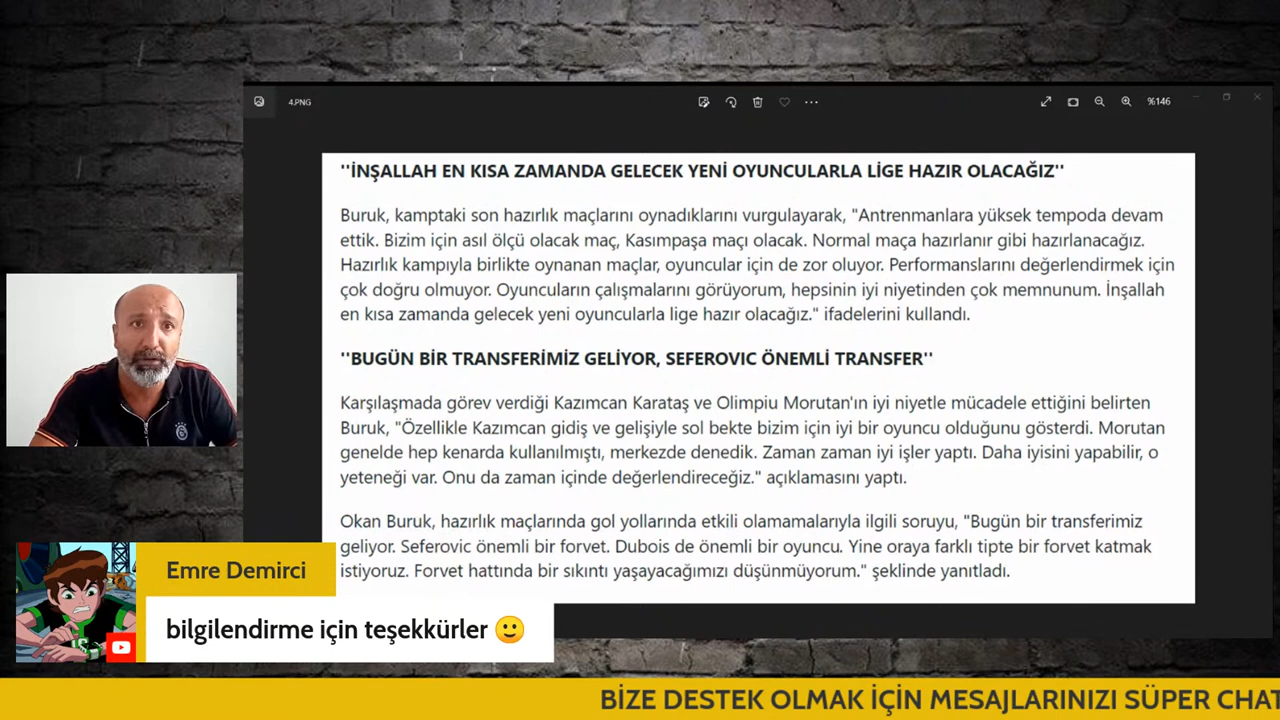 4.PNG
%146
''İNŞALLAH EN KISA ZAMANDA GELECEK YENİ OYUNCULARLA LİGE HAZIR OLACAĞIZ''
Buruk, kamptaki son hazırlık maçlarını oynadıklarını vurgulayarak, "Antrenmanlara yüksek tempoda devam
ettik. Bizim için asıl ölçü olacak maç, Kasımpaşa maçı olacak. Normal maça hazırlanır gibi hazırlanacağız.
Hazırlık kampıyla birlikte oynanan maçlar, oyuncular için de zor oluyor. Performanslarını değerlendirmek için
çok doğru olmuyor. Oyuncuların çalışmalarını görüyorum, hepsinin iyi niyetinden çok memnunum. İnşallah
en kısa zamanda gelecek yeni oyuncularla lige hazır olacağız." ifadelerini kullandı.
''BUGÜN BİR TRANSFERİMİZ GELİYOR, SEFEROVIC ÖNEMLİ TRANSFER''
Karşılaşmada görev verdiği Kazımcan Karataş ve Olimpiu Morutan'ın iyi niyetle mücadele ettiğini belirten
Buruk, "Özellikle Kazımcan gidiş ve gelişiyle sol bekte bizim için iyi bir oyuncu olduğunu gösterdi. Morutan
genelde hep kenarda kullanılmıştı, merkezde denedik. Zaman zaman iyi işler yaptı. Daha iyisini yapabilir, o
yeteneği var. Onu da zaman içinde değerlendireceğiz." açıklamasını yaptı.
Okan Buruk, hazırlık maçlarında gol yollarında etkili olamamalarıyla ilgili soruyu, "Bugün bir transferimiz
geliyor. Seferovic önemli bir forvet. Dubois de önemli bir oyuncu. Yine oraya farklı tipte bir forvet katmak
istiyoruz. Forvet hattında bir sıkıntı yaşayacağımızı düşünmüyorum." şeklinde yanıtladı.
Emre Demirci
bilgilendirme için teşekkürler 🙂
BİZE DESTEK OLMAK İÇİN MESAJLARINIZI SÜPER CHAT